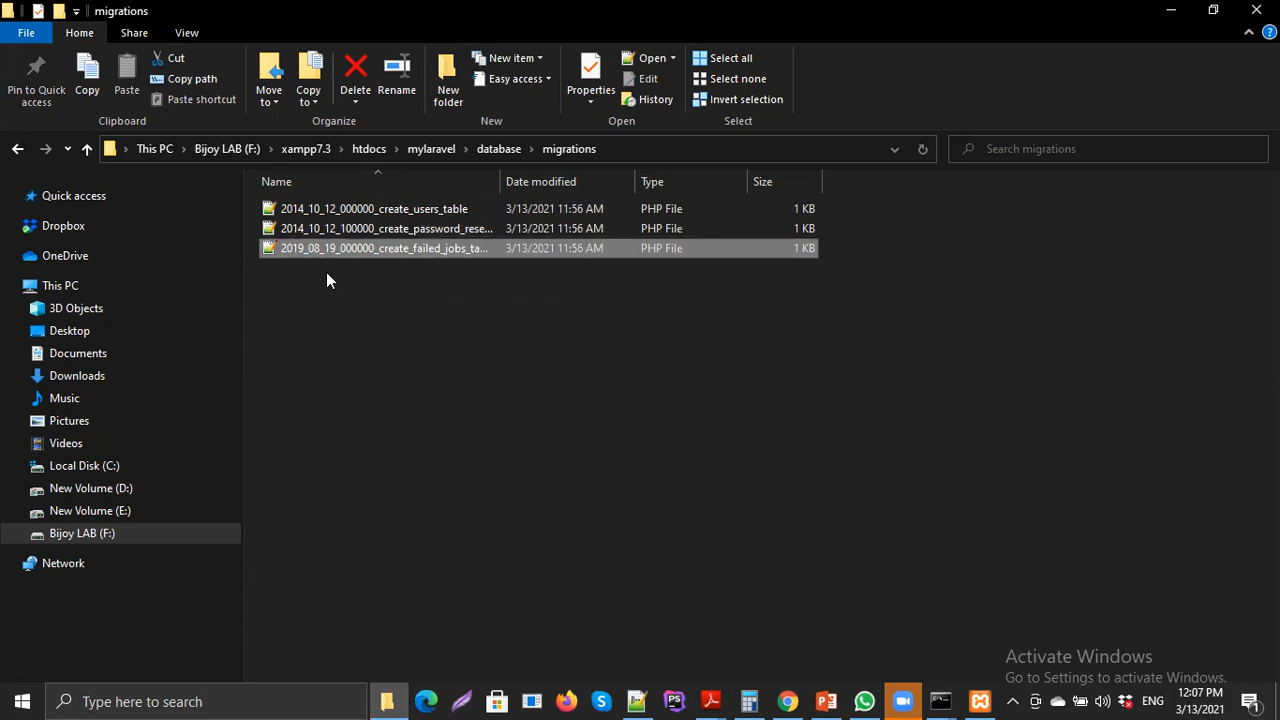 migrations
File Home Share View
Pin to Quick access
Copy
Paste
Cut
Copy path
Paste shortcut
Clipboard
Move to
Copy to
Delete
Rename
Organize
New folder
New item
Easy access
New
Properties
Open
Edit
History
Open
Select all
Select none
Invert selection
Select
This PC > Bijoy LAB (F:) > xampp7.3 > htdocs > mylaravel > database > migrations
Search migrations
Name Date modified Type Size
2014_10_12_000000_create_users_table 3/13/2021 11:56 AM PHP File 1 KB
2014_10_12_100000_create_password_rese... 3/13/2021 11:56 AM PHP File 1 KB
2019_08_19_000000_create_failed_jobs_ta... 3/13/2021 11:56 AM PHP File 1 KB
Quick access
Dropbox
OneDrive
This PC
3D Objects
Desktop
Documents
Downloads
Music
Pictures
Videos
Local Disk (C:)
New Volume (D:)
New Volume (E:)
Bijoy LAB (F:)
Network
Activate Windows
Go to Settings to activate Windows.
Type here to search
ENG
12:07 PM
3/13/2021
1